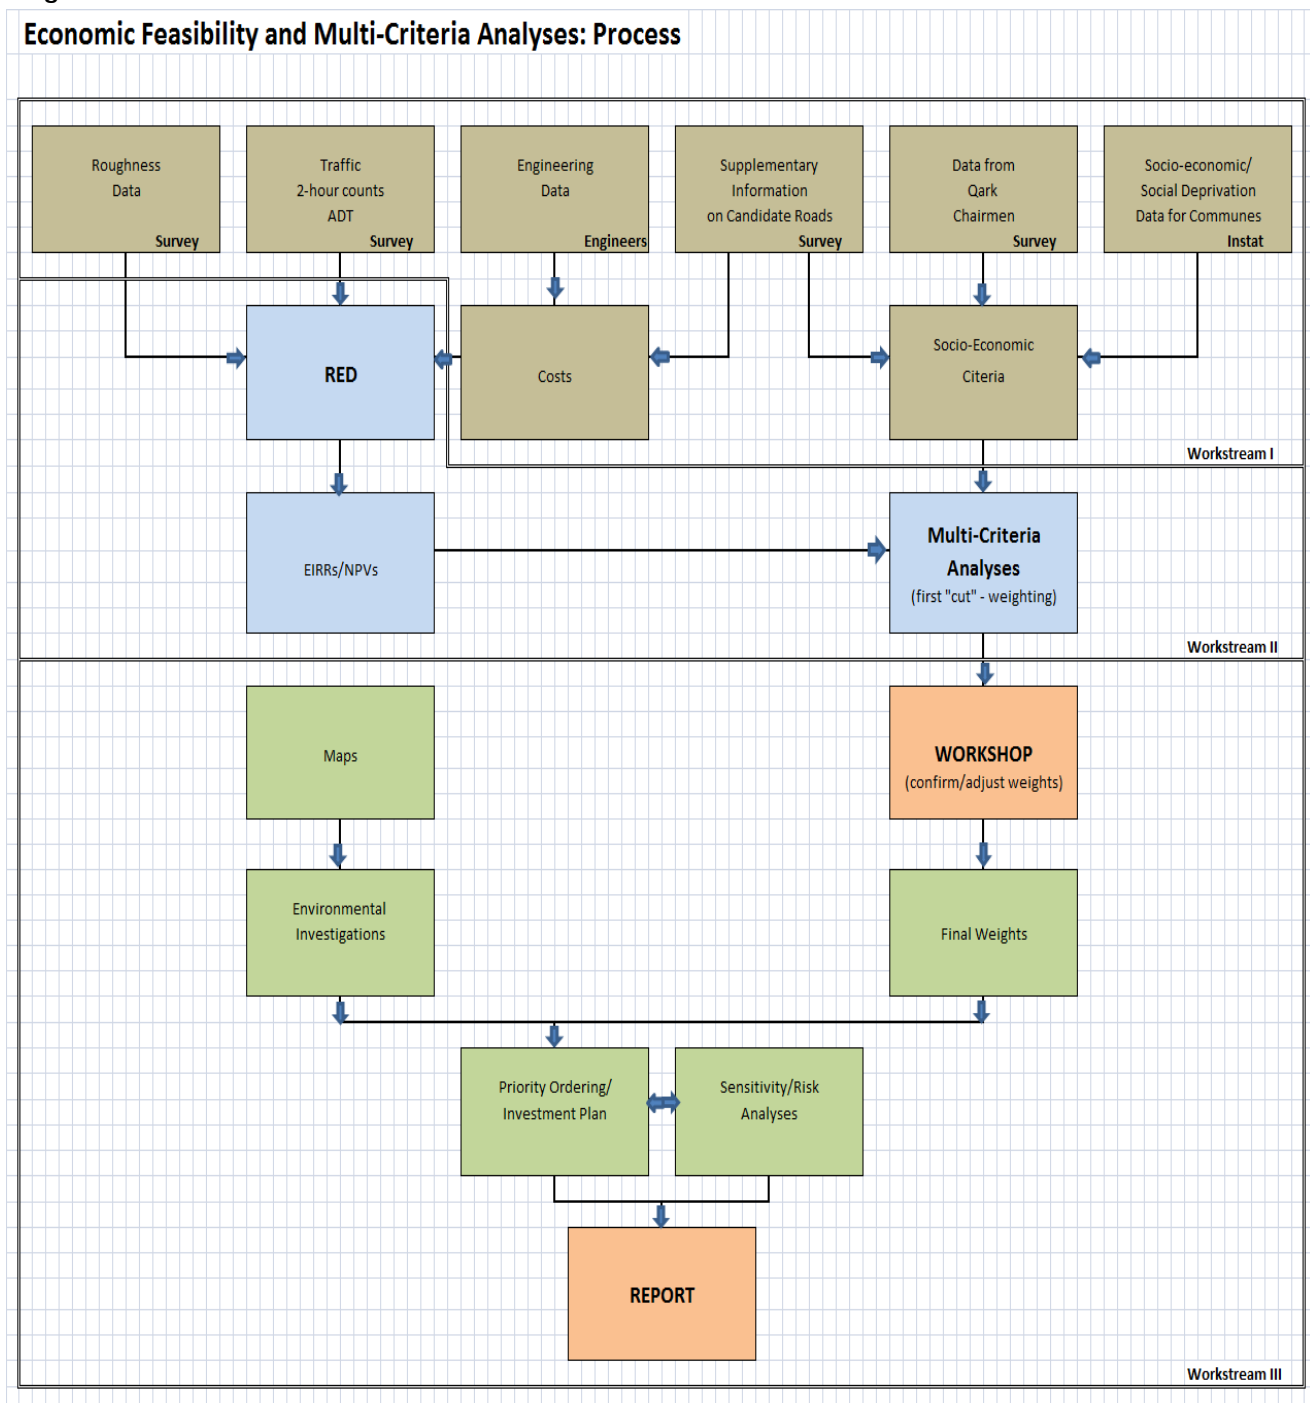 Economic Feasibility and Multi-Criteria Analyses: Process
Roughness
Data
Survey
Traffic
2-hour counts
ADT
Survey
Engineering
Data
Engineers
Supplementary
Information
on Candidate Roads
Survey
Data from
Qark
Chairmen
Survey
Socio-economic/
Social Deprivation
Data for Communes
Instat
RED
Costs
Socio-Economic
Citeria
Workstream I
EIRRs/NPVs
Multi-Criteria
Analyses
(first "cut" - weighting)
Workstream II
Maps
WORKSHOP
(confirm/adjust weights)
Environmental
Investigations
Final Weights
Priority Ordering/
Investment Plan
Sensitivity/Risk
Analyses
REPORT
Workstream III